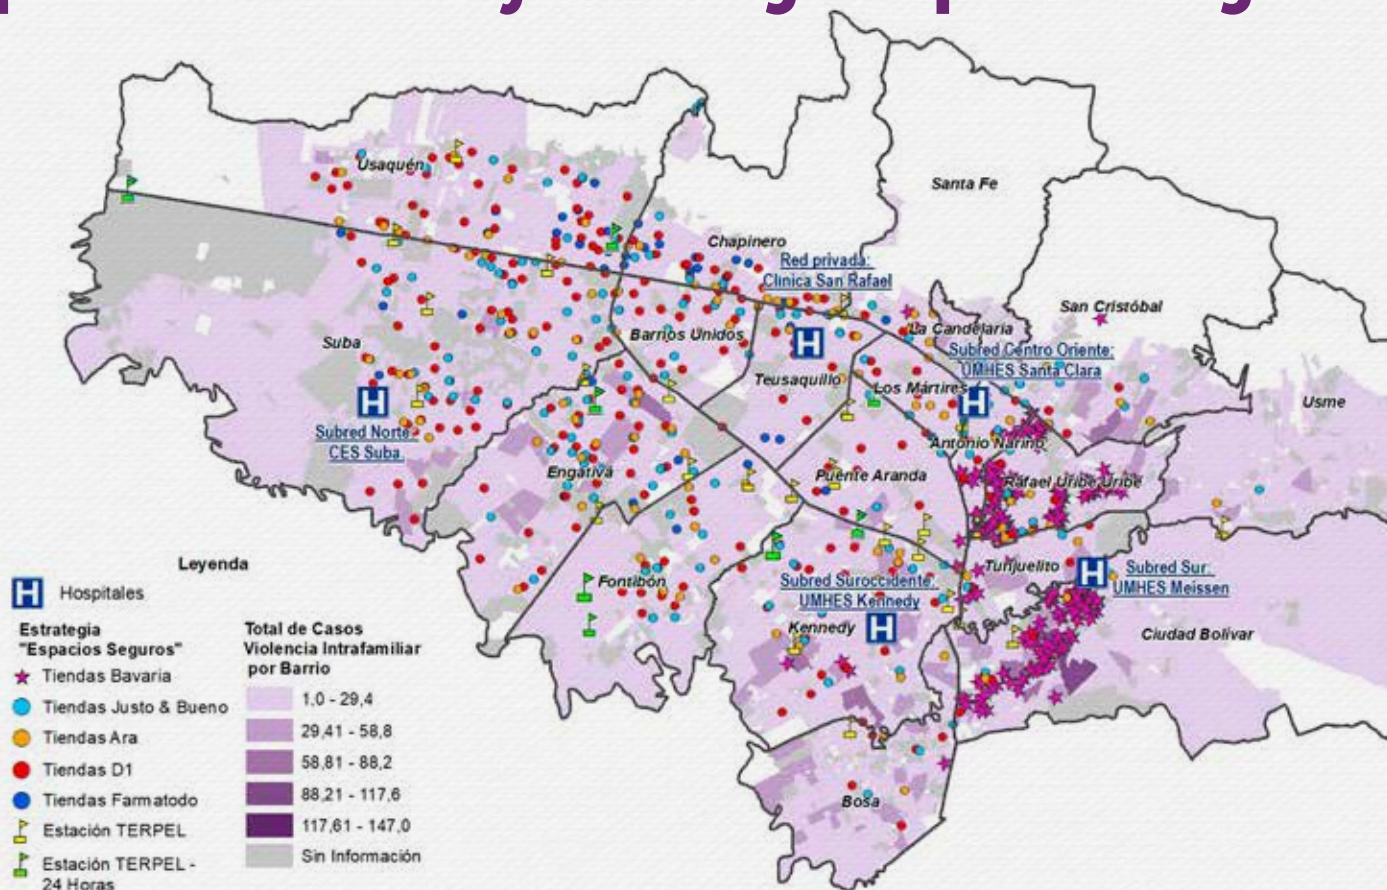 Usaquén
Santa Fe
Chapinero
Red privada:
Clinica San Rafael
San Cristóbal
La Candelaria
Barrios Unidos
Suba
Subred Centro Oriente:
UMHES Santa Clara
Teusaquillo
Los Mártires
Usme
H
H
H
Subred Norte:
CES Suba
Antonio Nariño
Engativá
Puente Aranda
Rafael Uribe Uribe
Fontibón
Tunjuelito
H
Subred Sur:
UMHES Meissen
Subred Suroccidente:
UMHES Kennedy
Kennedy
H
Ciudad Bolívar
Bosa
Leyenda
H Hospitales
Estrategia
"Espacios Seguros"
Tiendas Bavaria
Tiendas Justo & Bueno
Tiendas Ara
Tiendas D1
Tiendas Farmatodo
Estación TERPEL
Estación TERPEL -
24 Horas
Total de Casos
Violencia Intrafamiliar
por Barrio
1,0 - 29,4
29,41 - 58,8
58,81 - 88,2
88,21 - 117,6
117,61 - 147,0
Sin Información